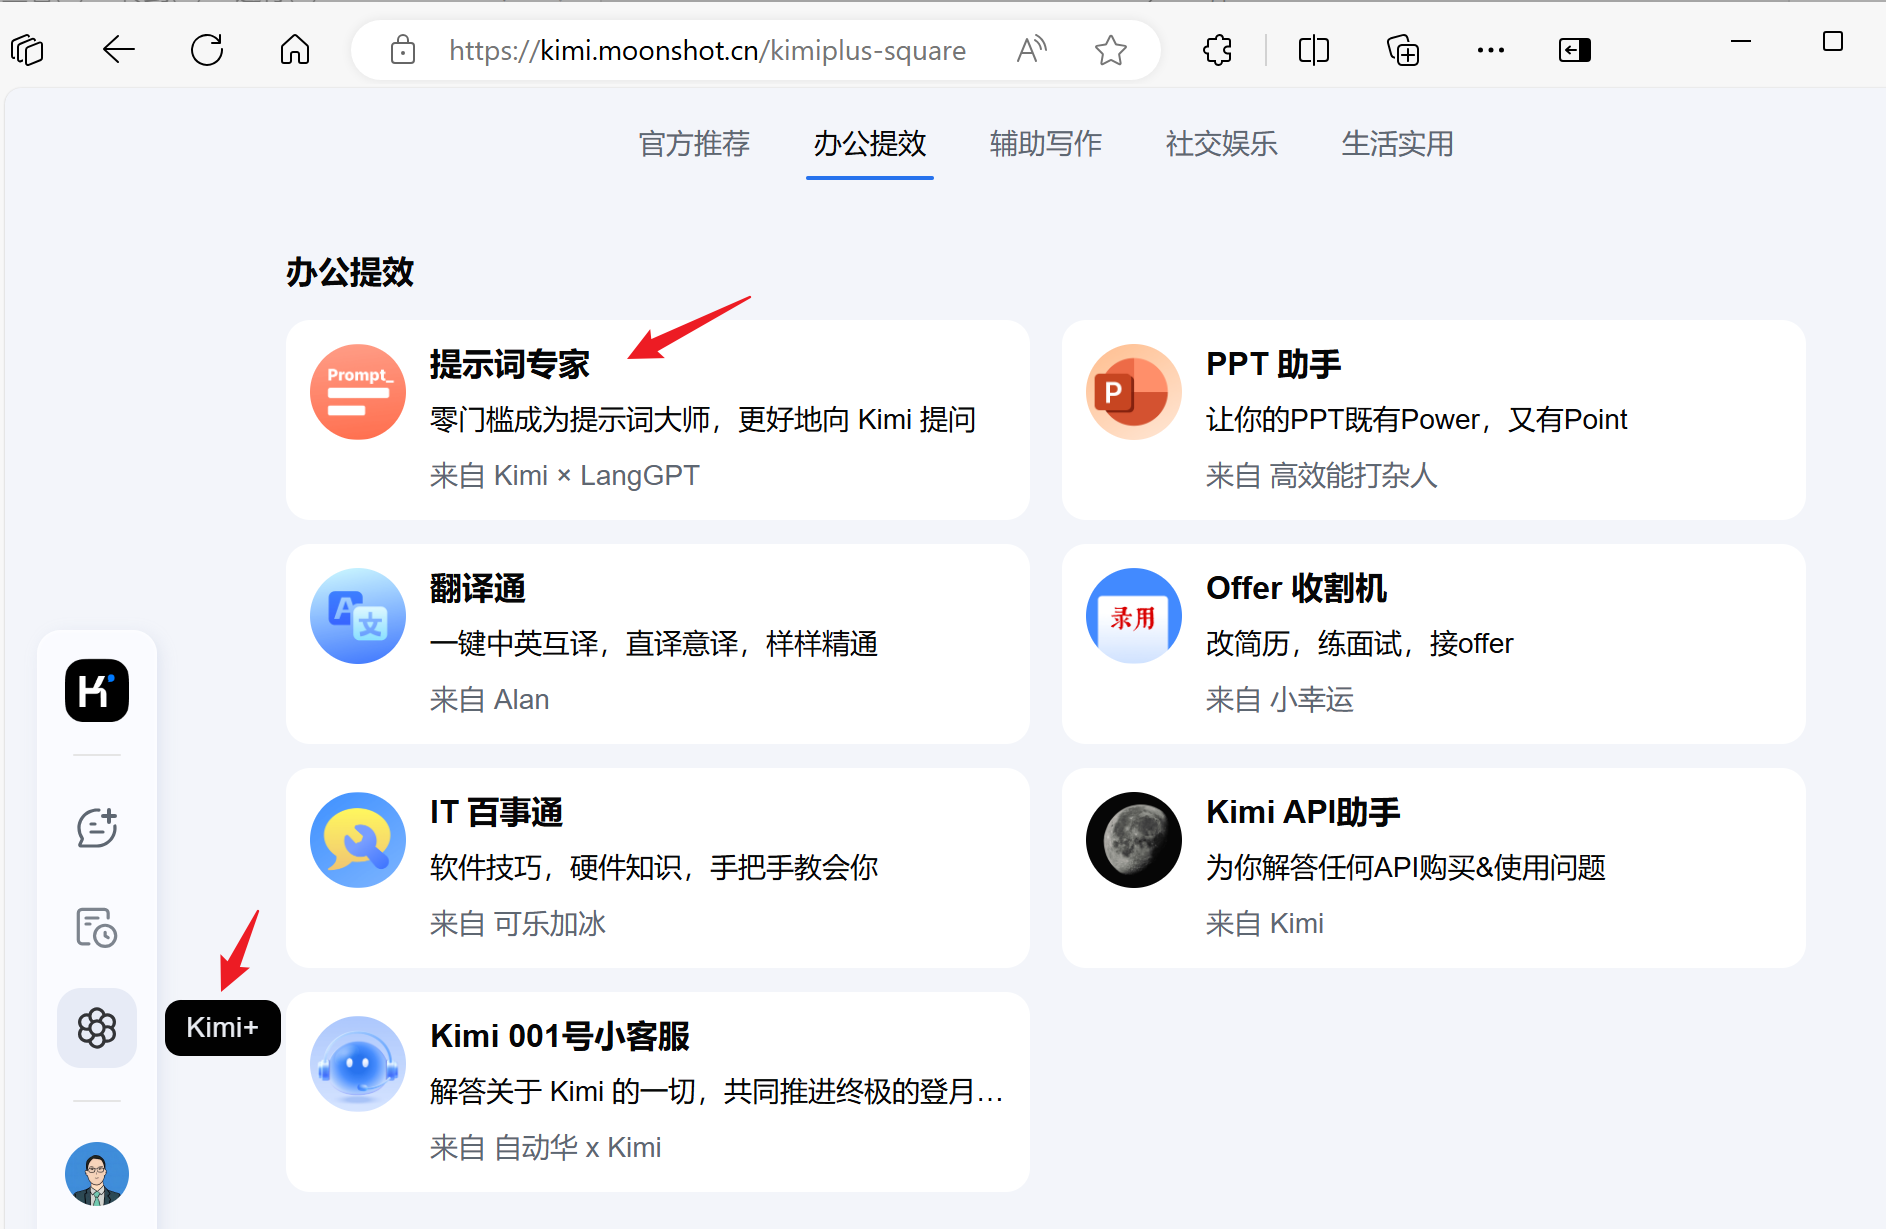 https://kimi.moonshot.cn/kimiplus-square
官方推荐 办公提效 辅助写作 社交娱乐 生活实用
办公提效
Prompt_
提示词专家
零门槛成为提示词大师，更好地向 Kimi 提问
来自 Kimi × LangGPT
P
PPT 助手
让你的PPT既有Power，又有Point
来自 高效能打杂人
A 文
翻译通
一键中英互译，直译意译，样样精通
来自 Alan
录用
Offer 收割机
改简历，练面试，接offer
来自 小幸运
IT 百事通
软件技巧，硬件知识，手把手教会你
来自 可乐加冰
Kimi API助手
为你解答任何API购买&使用问题
来自 Kimi
Kimi 001号小客服
解答关于 Kimi 的一切，共同推进终极的登月…
来自 自动华 x Kimi
K
Kimi+